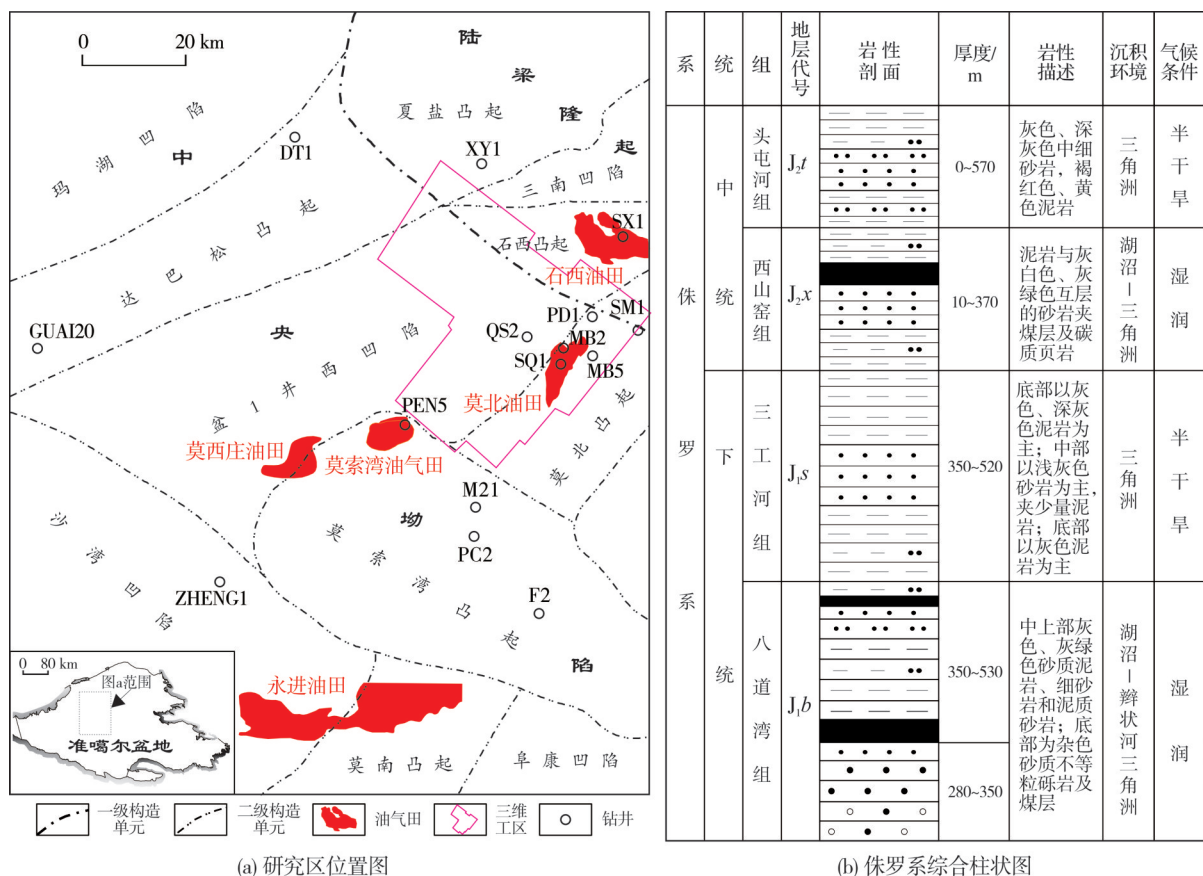 0 20 km
陆梁隆起
夏盐凸起
玛湖凹陷
中央坳陷
DT1
XY1
三南凹陷
达巴松凸起
SX1
石西凸起
石西油田
GUAI20
PD1
SM1
QS2
MB2
SQ1
MB5
盆1井西凹陷
莫北油田
PEN5
莫西庄油田
莫索湾油气田
莫北凸起
M21
PC2
莫索湾凸起
沙湾凹陷
ZHENG1
F2
永进油田
莫南凸起
阜康凹陷
0 80 km
图a范围
准噶尔盆地
一级构造单元
二级构造单元
油气田
三维工区
钻井
(a) 研究区位置图
系 统 组 地层代号 岩性剖面 厚度/m 岩性描述 沉积环境 气候条件
侏罗系
中统
头屯河组
J₂t
0~570
灰色、深
灰色中细
砂岩，褐
红色、黄
色泥岩
三角洲
半干旱
西山窑组
J₂x
10~370
泥岩与灰
白色、灰
绿色互层
的砂岩夹
煤层及碳
质页岩
湖沼－三角洲
湿润
下统
三工河组
J₁s
350~520
底部以灰
色、深灰
色泥岩为
主；中部
以浅灰色
砂岩为主，
夹少量泥
岩；底部
以灰色泥
岩为主
三角洲
半干旱
八道湾组
J₁b
350~530
280~350
中上部灰
色、灰绿
色砂质泥
岩、细砂
岩和泥质
砂岩；底
部为杂色
砂质不等
粒砾岩及
煤层
湖沼－辫状河三角洲
湿润
(b) 侏罗系综合柱状图